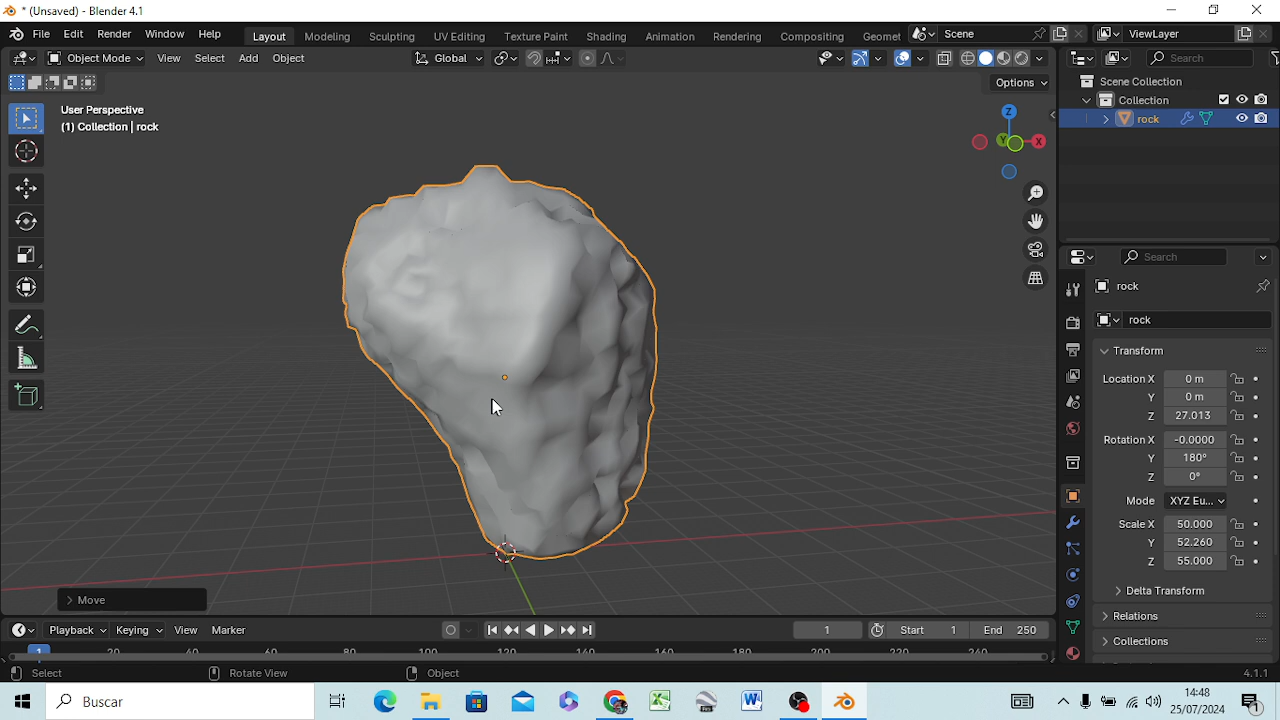 * (Unsaved) - Blender 4.1
File Edit Render Window Help Layout Modeling Sculpting UV Editing Texture Paint Shading Animation Rendering Compositing Geomet Scene ViewLayer
Object Mode View Select Add Object Global Search
Options
Scene Collection
Collection
rock
User Perspective
(1) Collection | rock
Z
Y X
Search
rock
rock
Transform
Location X 0 m
Y 0 m
Z 27.013
Rotation X -0.0000
Y 180°
Z 0°
Mode XYZ Eu...
Scale X 50.000
Y 52.260
Z 55.000
Delta Transform
Relations
Collections
Move
Playback Keying View Marker 1 Start 1 End 250
1 20 40 60 80 100 120 140 160 180 200 220 240
Select Rotate View Object 4.1.1
Buscar
14:48
25/07/2024
1